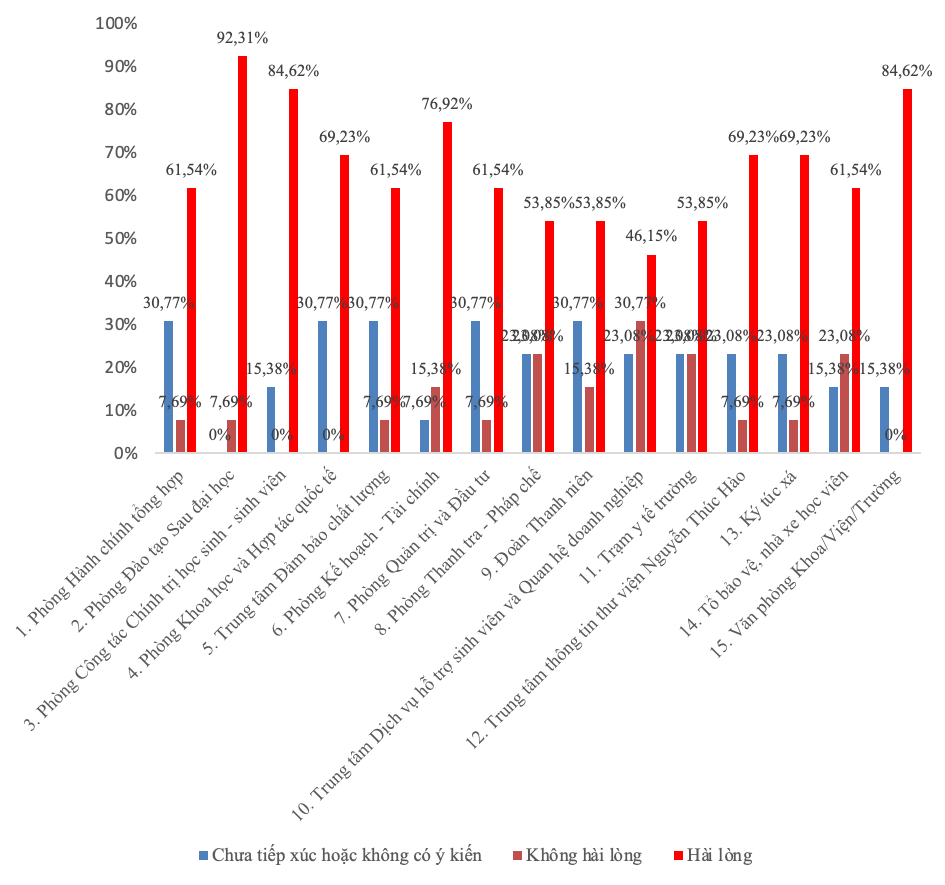 100%
90%
80%
70%
60%
50%
40%
30%
20%
10%
0%
30,77% 7,69% 61,54%
0% 7,69% 92,31%
15,38% 0% 84,62%
30,77% 0% 69,23%
30,77% 7,69% 61,54%
7,69% 15,38% 76,92%
30,77% 7,69% 61,54%
23,08% 23,08% 53,85%
30,77% 15,38% 53,85%
23,08% 30,77% 46,15%
23,08% 23,08% 53,85%
23,08% 7,69% 69,23%
23,08% 7,69% 69,23%
15,38% 23,08% 61,54%
15,38% 0% 84,62%
1. Phòng Hành chính tổng hợp
2. Phòng Đào tạo Sau đại học
3. Phòng Công tác Chính trị học sinh - sinh viên
4. Phòng Khoa học và Hợp tác quốc tế
5. Trung tâm Đảm bảo chất lượng
6. Phòng Kế hoạch - Tài chính
7. Phòng Quản trị và Đầu tư
8. Phòng Thanh tra - Pháp chế
9. Đoàn Thanh niên
10. Trung tâm Dịch vụ hỗ trợ sinh viên và Quan hệ doanh nghiệp
11. Trạm y tế trường
12. Trung tâm thông tin thư viện Nguyễn Thúc Hào
13. Ký túc xá
14. Tổ bảo vệ, nhà xe học viên
15. Văn phòng Khoa/Viện/Trường
Chưa tiếp xúc hoặc không có ý kiến
Không hài lòng
Hài lòng